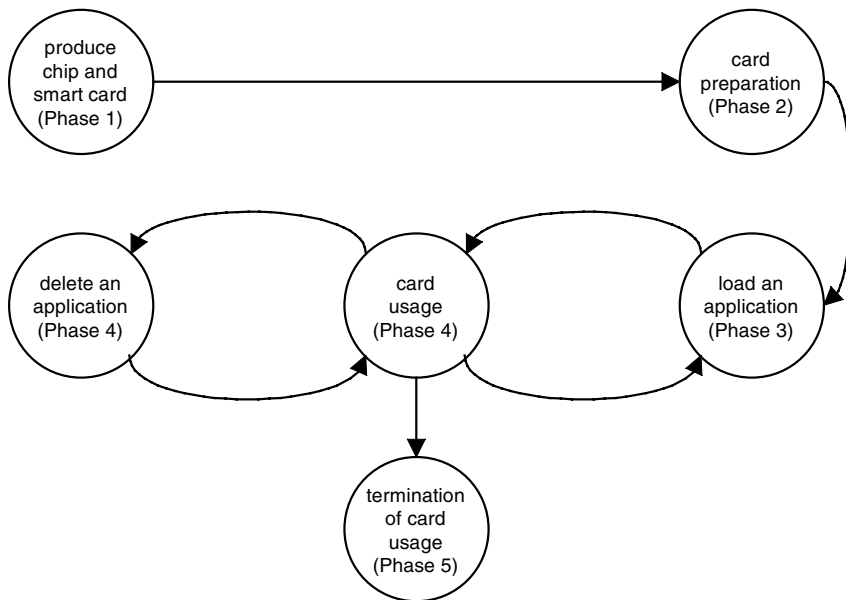 produce
chip and
smart card
(Phase 1)
card
preparation
(Phase 2)
delete an
application
(Phase 4)
card
usage
(Phase 4)
load an
application
(Phase 3)
termination
of card
usage
(Phase 5)